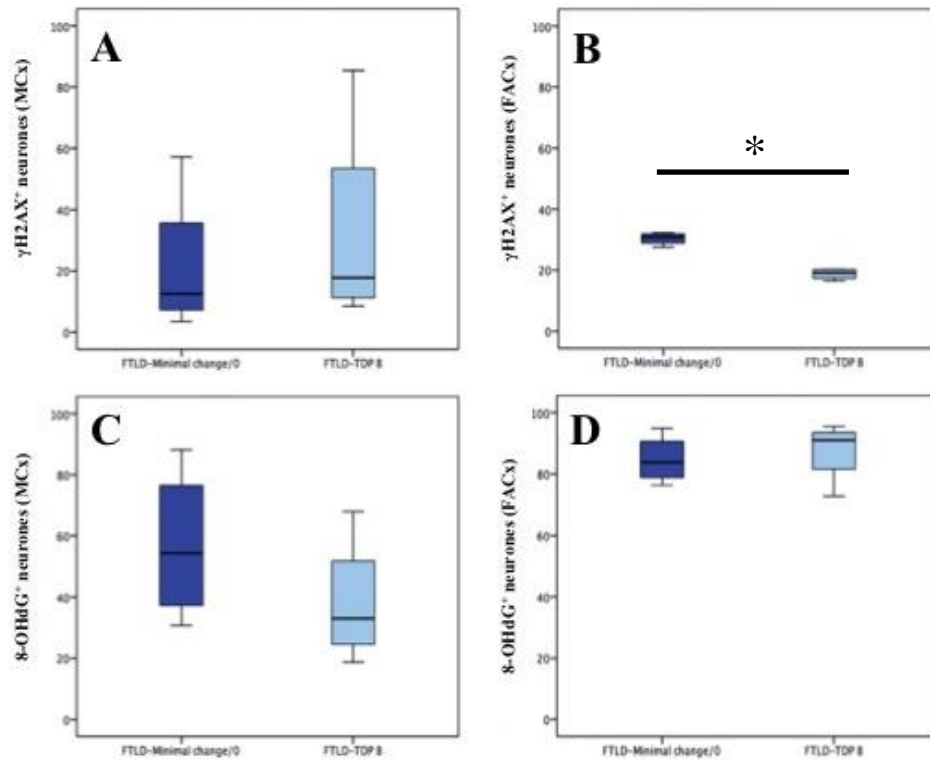 A
γH2AX⁺ neurones (MCx)
100
80
60
40
20
0
FTLD-Minimal change/0 FTLD-TDP B
B
*
γH2AX⁺ neurones (FACx)
100
80
60
40
20
0
FTLD-Minimal change/0 FTLD-TDP B
C
8-OHdG⁺ neurones (MCx)
100
80
60
40
20
0
FTLD-Minimal change/0 FTLD-TDP B
D
8-OHdG⁺ neurones (FACx)
100
80
60
40
20
0
FTLD-Minimal change/0 FTLD-TDP B